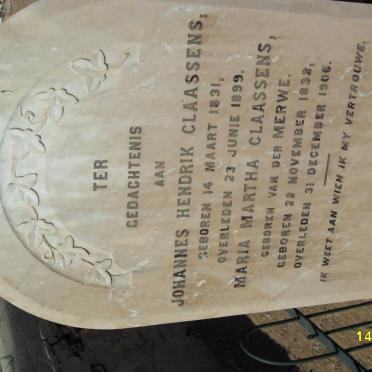 TER
GEDACHTENIS
AAN
JOHANNES HENDRIK CLAASSENS,
GEBOREN 14 MAART 1831,
OVERLEDEN 23 JUNIE 1899.
MARIA MARTHA CLAASSENS,
GEBOREN VAN DER MERWE.
GEBOREN 22 NOVEMBER 1832,
OVERLEDEN 31 DECEMBER 1906.
IK WEET AAN WIEN IK MY VERTROUWE.
14